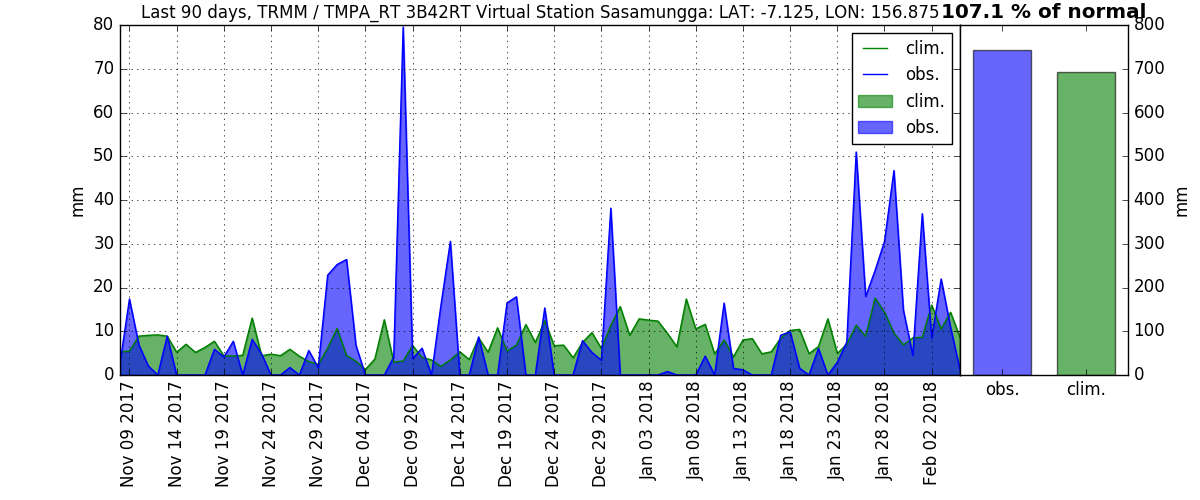 Last 90 days, TRMM / TMPA_RT 3B42RT Virtual Station Sasamungga: LAT: -7.125, LON: 156.875
107.1 % of normal
80
70
60
50
40
30
20
10
0
mm
clim.
obs.
clim.
obs.
800
700
600
500
400
300
200
100
0
mm
Nov 09 2017
Nov 14 2017
Nov 19 2017
Nov 24 2017
Nov 29 2017
Dec 04 2017
Dec 09 2017
Dec 14 2017
Dec 19 2017
Dec 24 2017
Dec 29 2017
Jan 03 2018
Jan 08 2018
Jan 13 2018
Jan 18 2018
Jan 23 2018
Jan 28 2018
Feb 02 2018
obs.
clim.